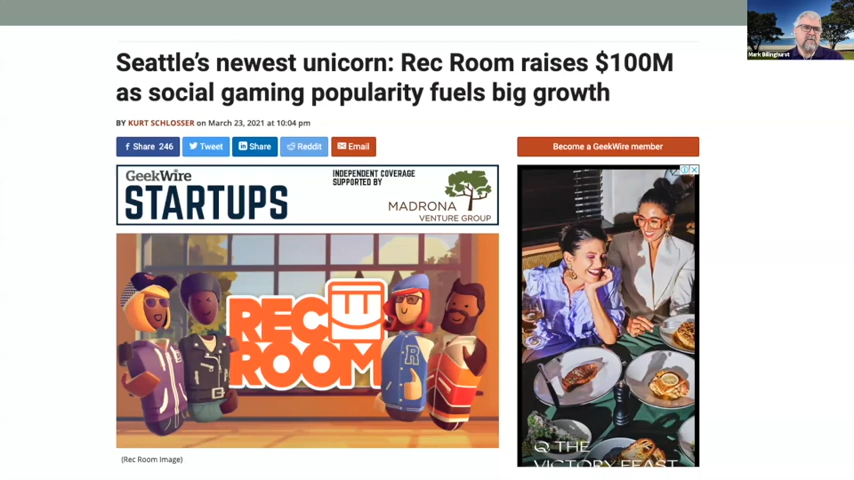 Mark Billinghurst
Seattle's newest unicorn: Rec Room raises $100M
as social gaming popularity fuels big growth
BY KURT SCHLOSSER on March 23, 2021 at 10:04 pm
Share 246
Tweet
Share
Reddit
Email
Become a GeekWire member
GeekWire
STARTUPS
INDEPENDENT COVERAGE
SUPPORTED BY
MADRONA
VENTURE GROUP
REC
ROOM
R
THE
VICTORY FEAST
(Rec Room Image)